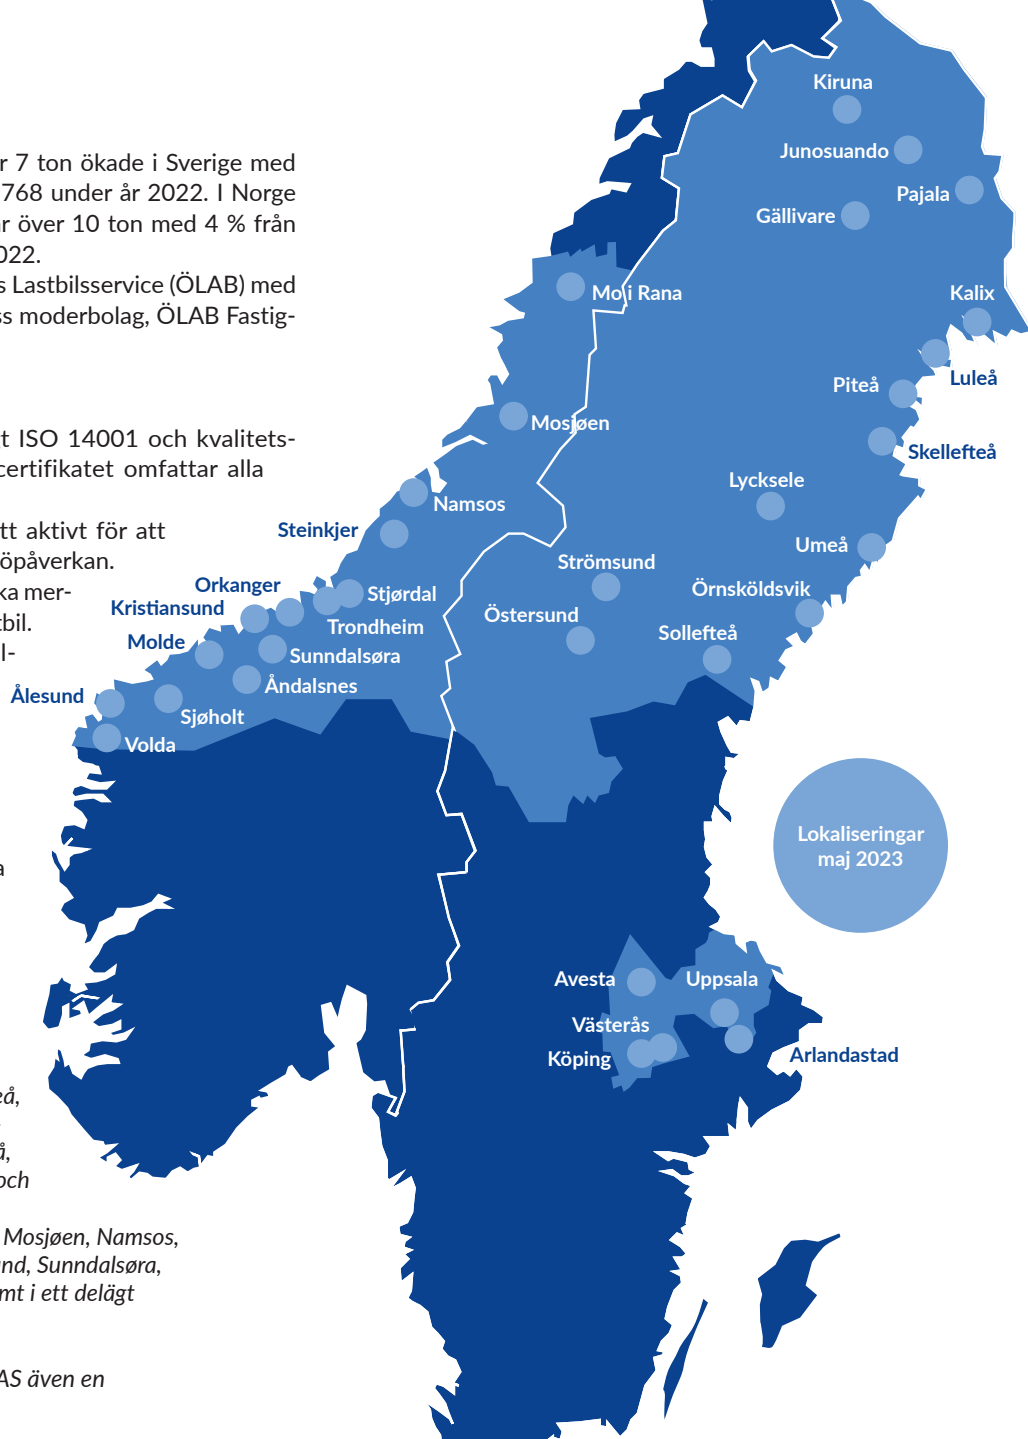 r 7 ton ökade i Sverige med
768 under år 2022. I Norge
r över 10 ton med 4 % från
022.
s Lastbilsservice (ÖLAB) med
ss moderbolag, ÖLAB Fastig-
t ISO 14001 och kvalitets-
certifikatet omfattar alla
tt aktivt för att
öpåverkan.
ka mer-
tbil.
l-
a
eå,
å,
och
Mosjøen, Namsos,
nd, Sunndalsøra,
mt i ett delägt
AS även en
Kiruna
Junosuando
Pajala
Gällivare
Mo i Rana
Kalix
Luleå
Piteå
Mosjøen
Skellefteå
Lycksele
Namsos
Steinkjer
Umeå
Strömsund
Orkanger
Stjørdal
Örnsköldsvik
Kristiansund
Östersund
Trondheim
Sollefteå
Molde
Sunndalsøra
Åndalsnes
Ålesund
Sjøholt
Volda
Lokaliseringar
maj 2023
Avesta
Uppsala
Västerås
Köping
Arlandastad